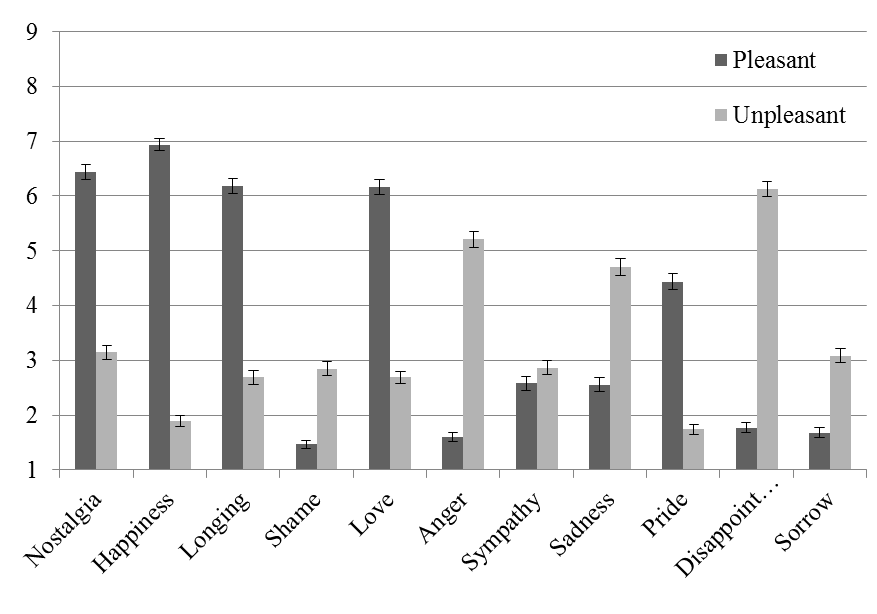 9
8
7
6
5
4
3
2
1
Pleasant
Unpleasant
Nostalgia
Happiness
Longing
Shame
Love
Anger
Sympathy
Sadness
Pride
Disappoint…
Sorrow